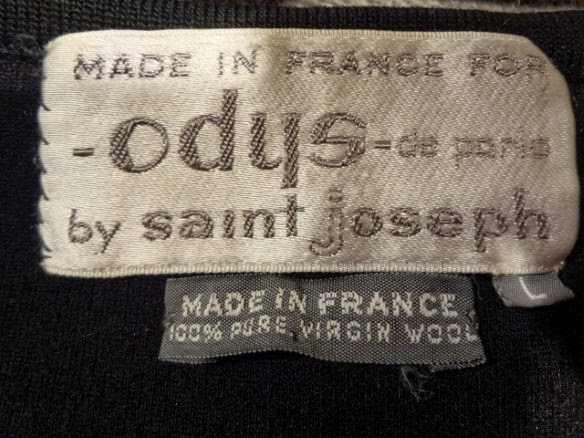 MADE IN FRANCE FOR
-odys-de paris
by saint joseph
L
MADE IN FRANCE
100% PURE VIRGIN WOOL